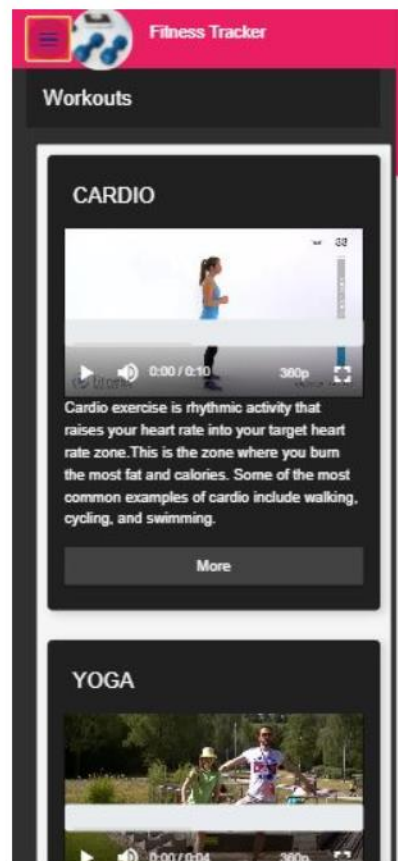 Fitness Tracker
Workouts
CARDIO
0:00 / 0:10
360p
Cardio exercise is rhythmic activity that
raises your heart rate into your target heart
rate zone.This is the zone where you burn
the most fat and calories. Some of the most
common examples of cardio include walking,
cycling, and swimming.
More
YOGA
0:00 / 0:04
360p